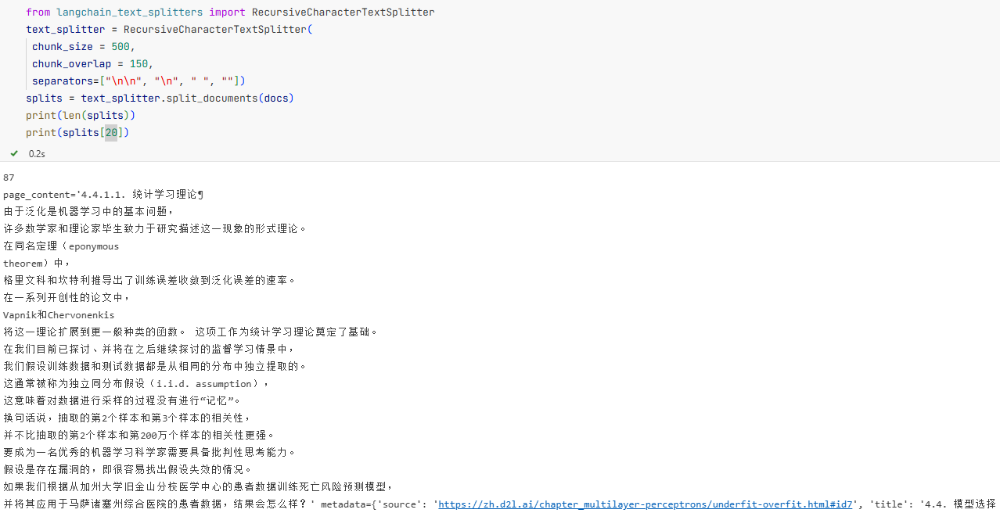 from langchain_text_splitters import RecursiveCharacterTextSplitter
text_splitter = RecursiveCharacterTextSplitter(
chunk_size = 500,
chunk_overlap = 150,
separators=["\n\n", "\n", " ", ""])
splits = text_splitter.split_documents(docs)
print(len(splits))
print(splits[20])
0.2s
87
page_content='4.4.1.1. 统计学习理论¶
由于泛化是机器学习中的基本问题，
许多数学家和理论家毕生致力于研究描述这一现象的形式理论。
在同名定理（eponymous
theorem）中，
格里文科和坎特利推导出了训练误差收敛到泛化误差的速率。
在一系列开创性的论文中，
Vapnik和Chervonenkis
将这一理论扩展到更一般种类的函数。 这项工作为统计学习理论奠定了基础。
在我们目前已探讨、并将在之后继续探讨的监督学习情景中，
我们假设训练数据和测试数据都是从相同的分布中独立提取的。
这通常被称为独立同分布假设（i.i.d. assumption），
这意味着对数据进行采样的过程没有进行“记忆”。
换句话说，抽取的第2个样本和第3个样本的相关性，
并不比抽取的第2个样本和第200万个样本的相关性更强。
要成为一名优秀的机器学习科学家需要具备批判性思考能力。
假设是存在漏洞的，即很容易找出假设失效的情况。
如果我们根据从加州大学旧金山分校医学中心的患者数据训练死亡风险预测模型，
并将其应用于马萨诸塞州综合医院的患者数据，结果会怎么样？' metadata={'source': 'https://zh.d2l.ai/chapter_multilayer-perceptrons/underfit-overfit.html#id7', 'title': '4.4. 模型选择